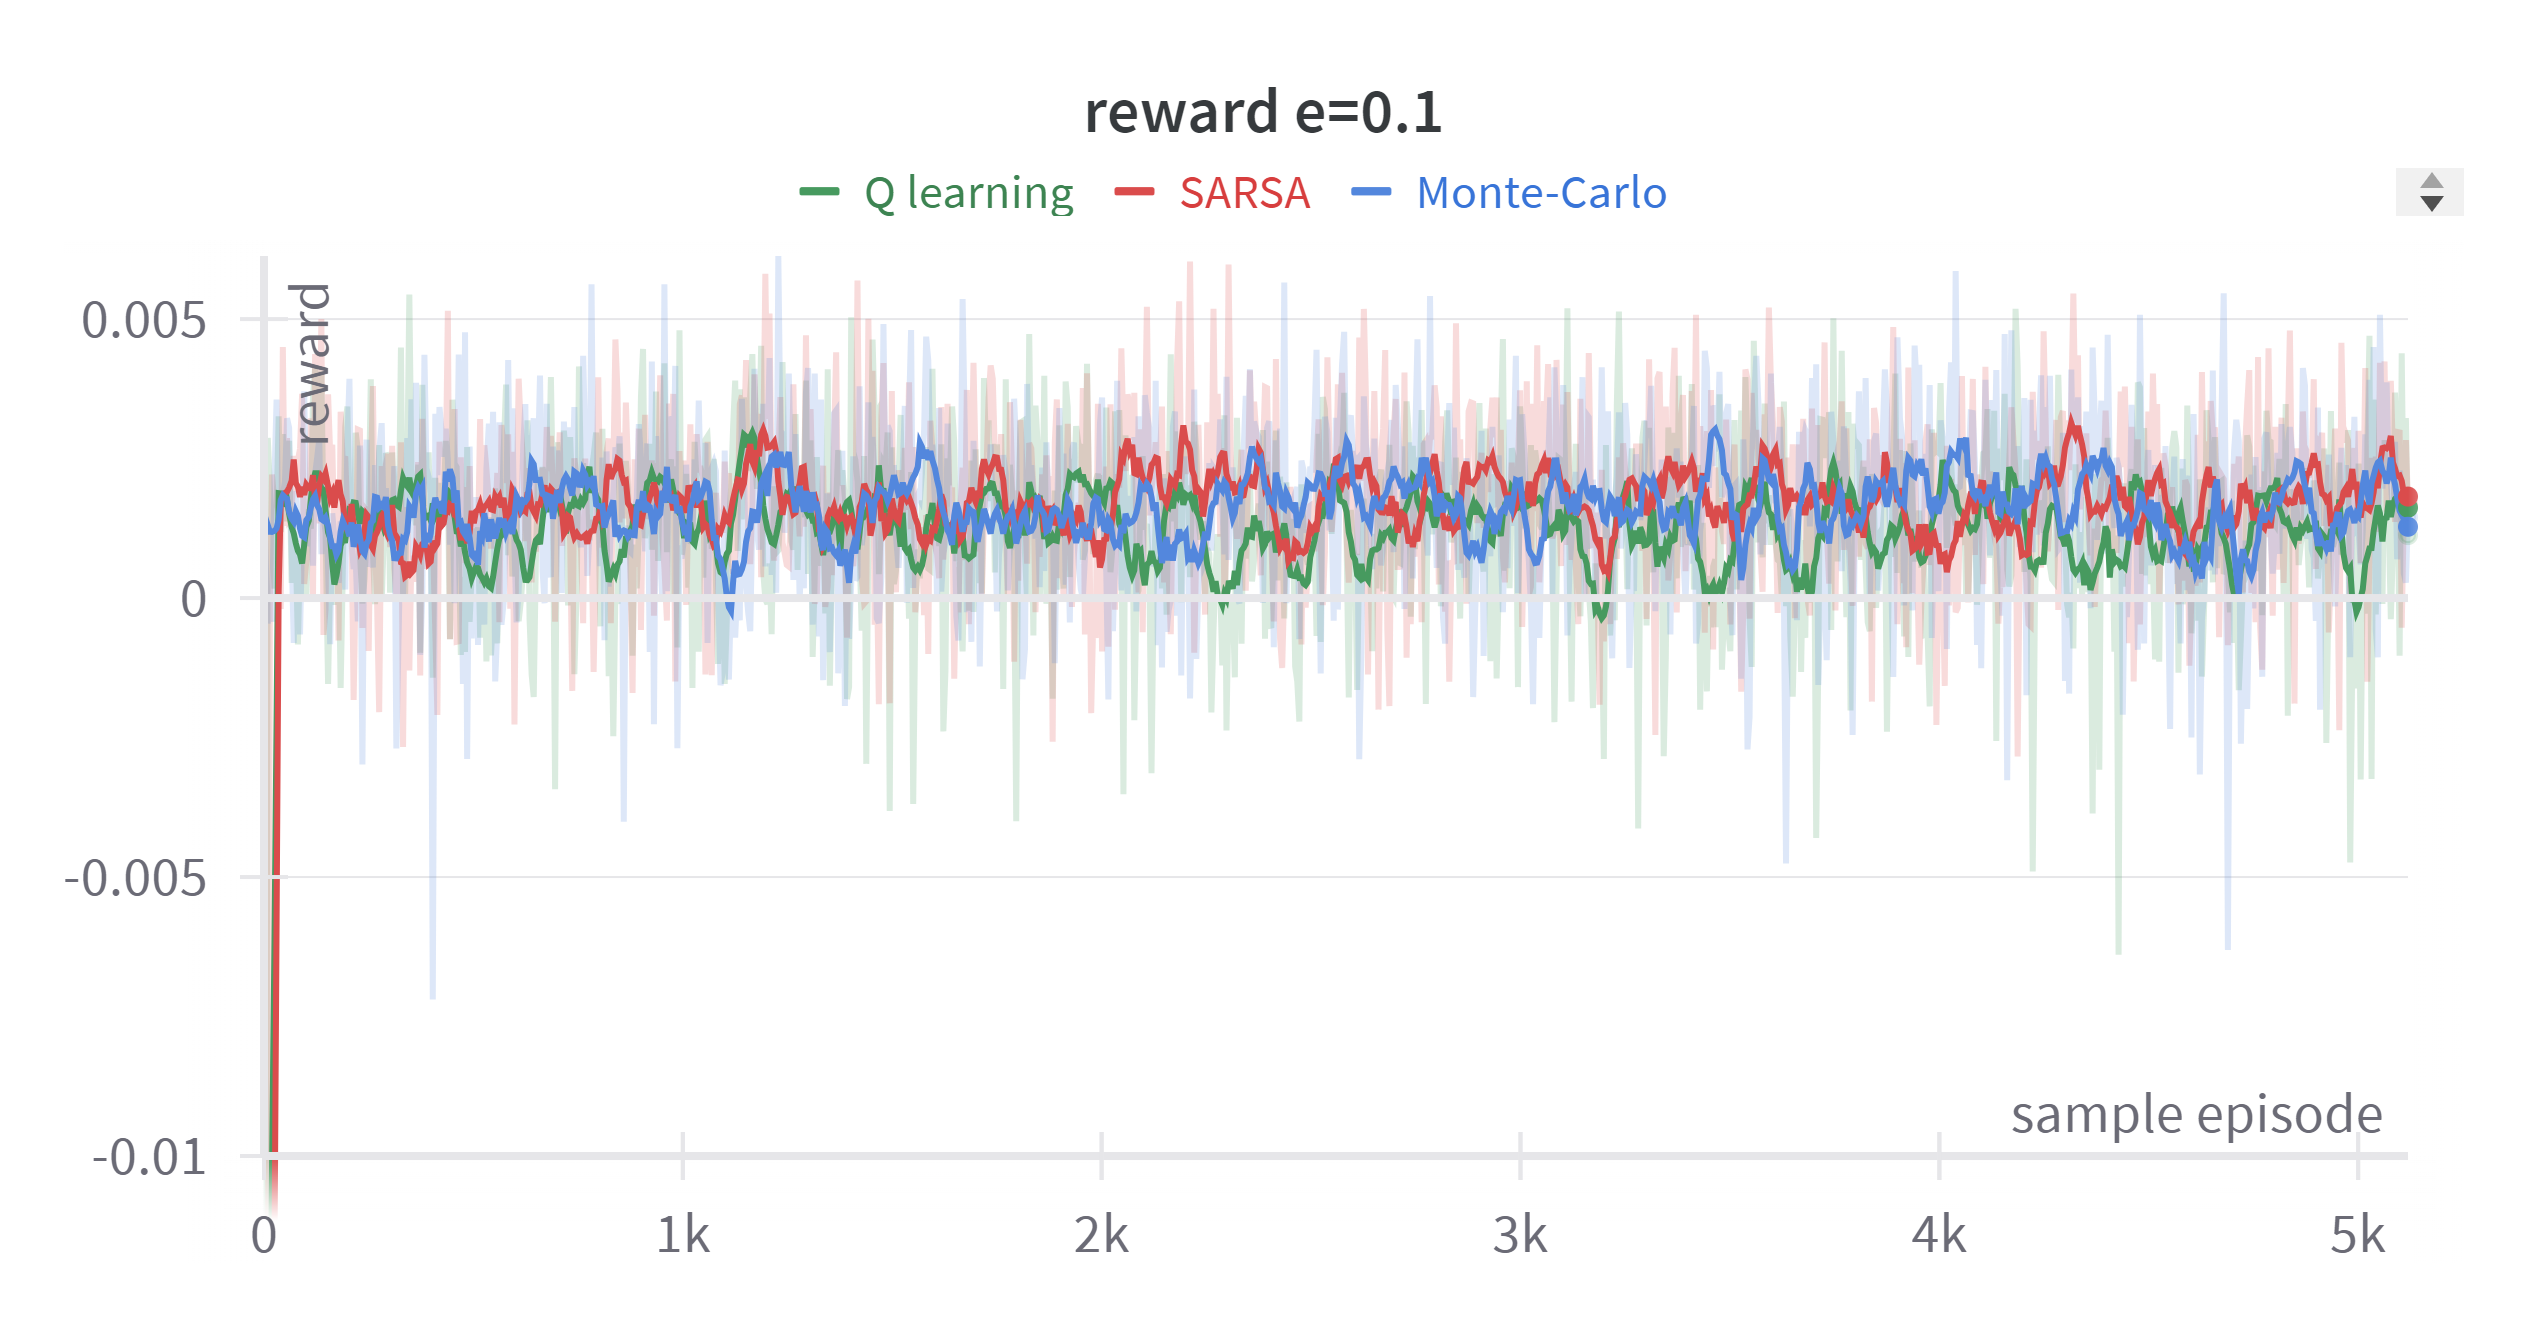 reward e=0.1
Q learning SARSA Monte-Carlo
reward
0.005
0
-0.005
-0.01
sample episode
0 1k 2k 3k 4k 5k